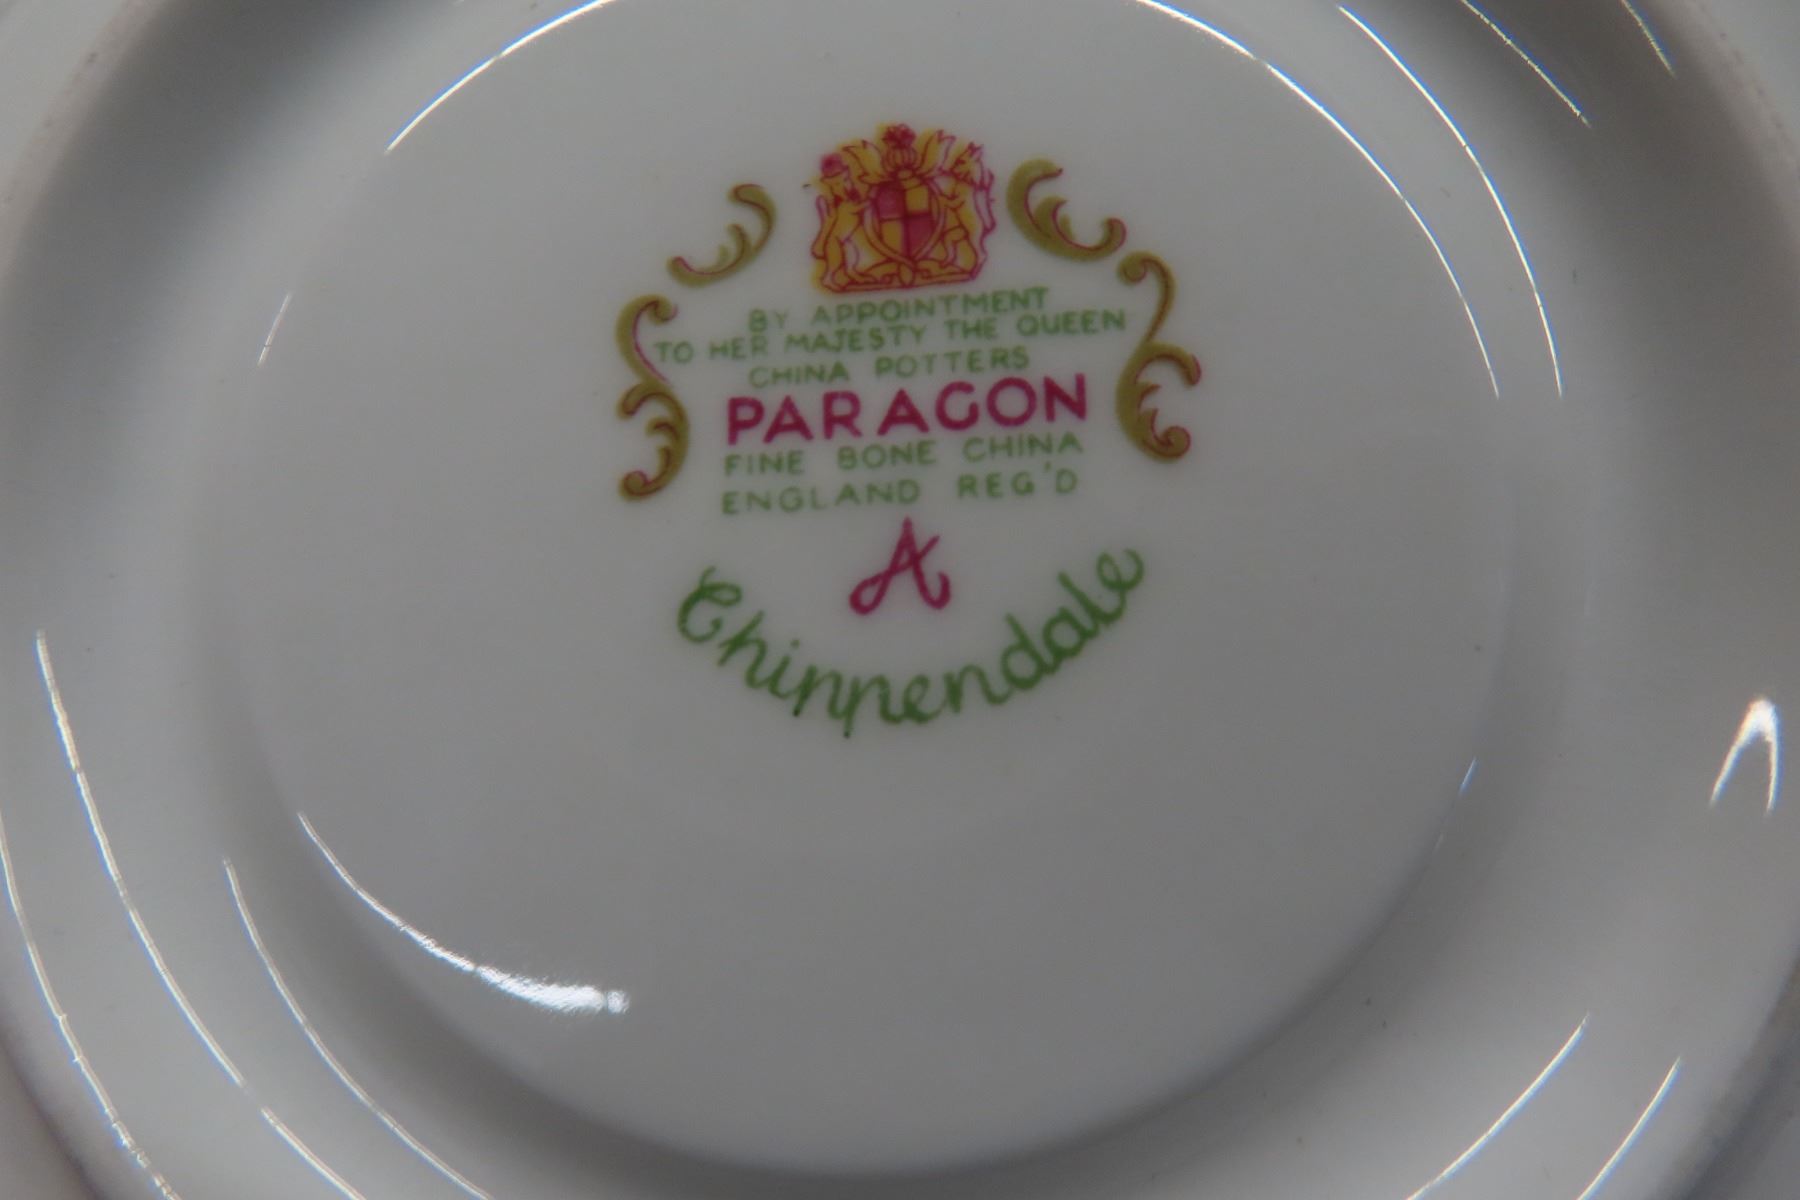 BY APPOINTMENT
TO HER MAJESTY THE QUEEN
CHINA POTTERS
PARAGON
FINE BONE CHINA
ENGLAND REG'D
A
Chippendale